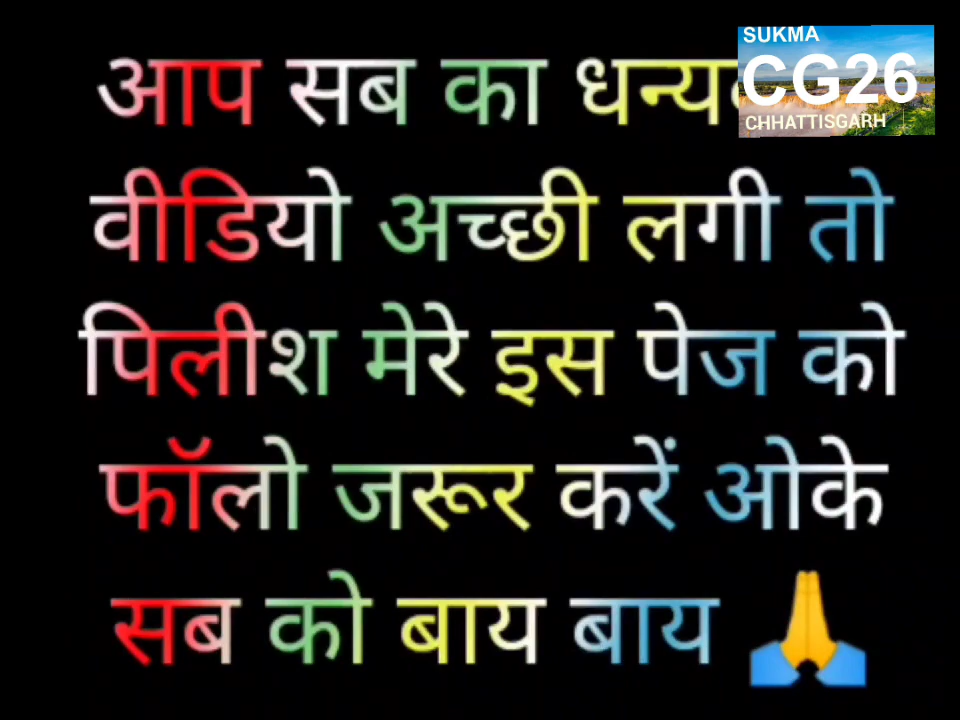 आप सब का
SUKMA
CG26
CHHATTISGARH
वीडियो अच्छी लगी तो
पिलीश मेरे इस पेज को
फॉलो जरूर करें ओके
सब को बाय बाय 🙏